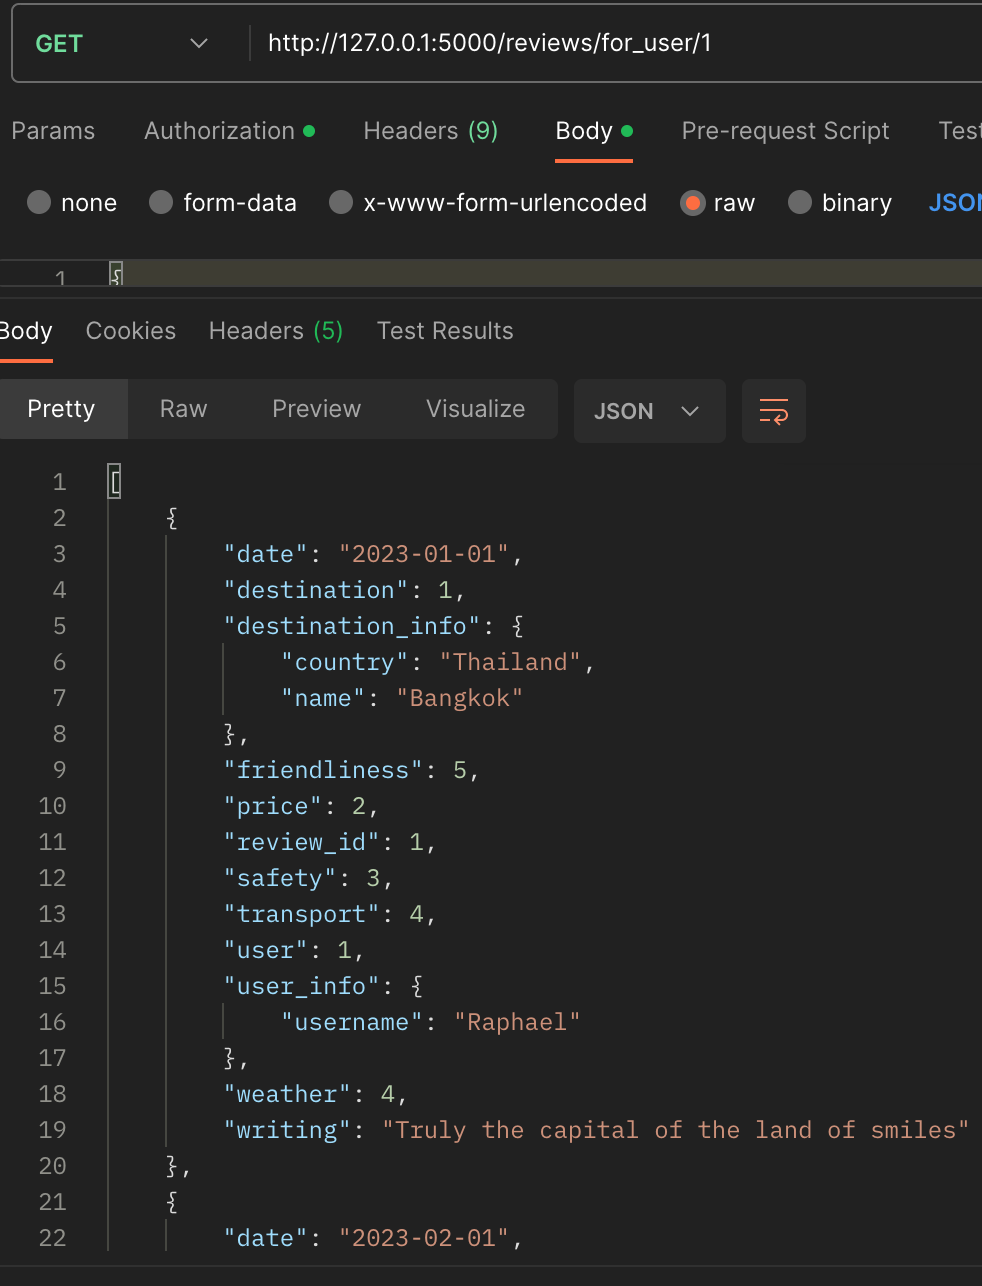 GET http://127.0.0.1:5000/reviews/for_user/1
Params Authorization Headers (9) Body Pre-request Script Test
none form-data x-www-form-urlencoded raw binary JSON
1 {
Body Cookies Headers (5) Test Results
Pretty Raw Preview Visualize JSON
1 [
2 {
3 "date": "2023-01-01",
4 "destination": 1,
5 "destination_info": {
6 "country": "Thailand",
7 "name": "Bangkok"
8 },
9 "friendliness": 5,
10 "price": 2,
11 "review_id": 1,
12 "safety": 3,
13 "transport": 4,
14 "user": 1,
15 "user_info": {
16 "username": "Raphael"
17 },
18 "weather": 4,
19 "writing": "Truly the capital of the land of smiles"
20 },
21 {
22 "date": "2023-02-01",